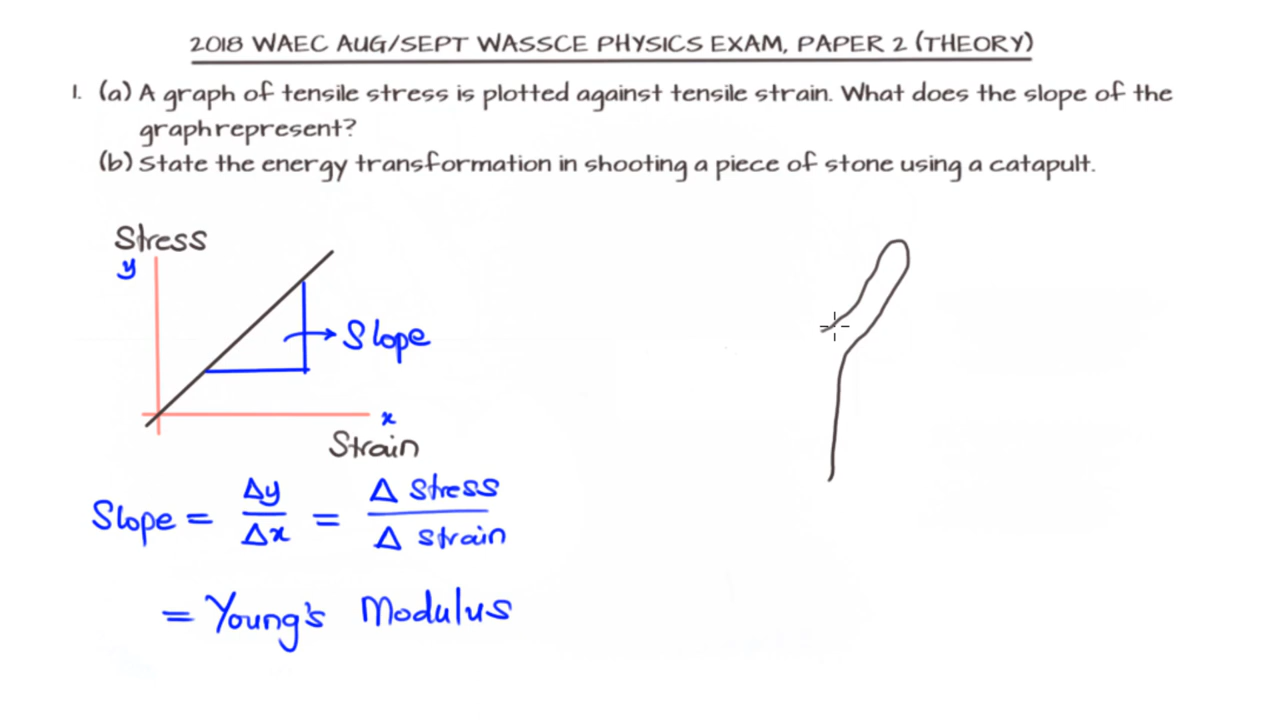 2018 WAEC AUG/SEPT WASSCE PHYSICS EXAM, PAPER 2 (THEORY)
1. (a) A graph of tensile stress is plotted against tensile strain. What does the slope of the
graph represent?
(b) State the energy transformation in shooting a piece of stone using a catapult.
Stress
y
Slope
x
Strain
Slope = Δy/Δx = Δ Stress/Δ Strain
= Young's Modulus